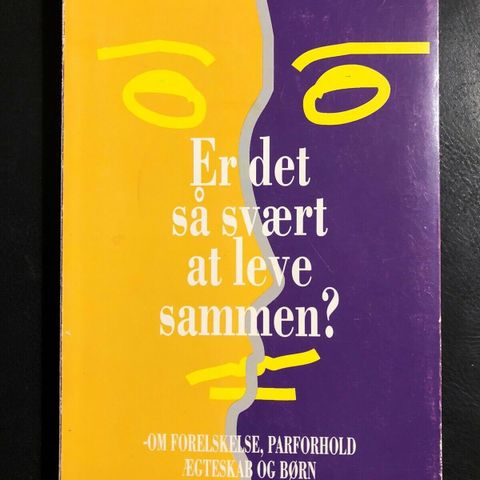 Er det
så svært
at leve
sammen?
-OM FORELSKELSE, PARFORHOLD
ÆGTESKAB OG BØRN